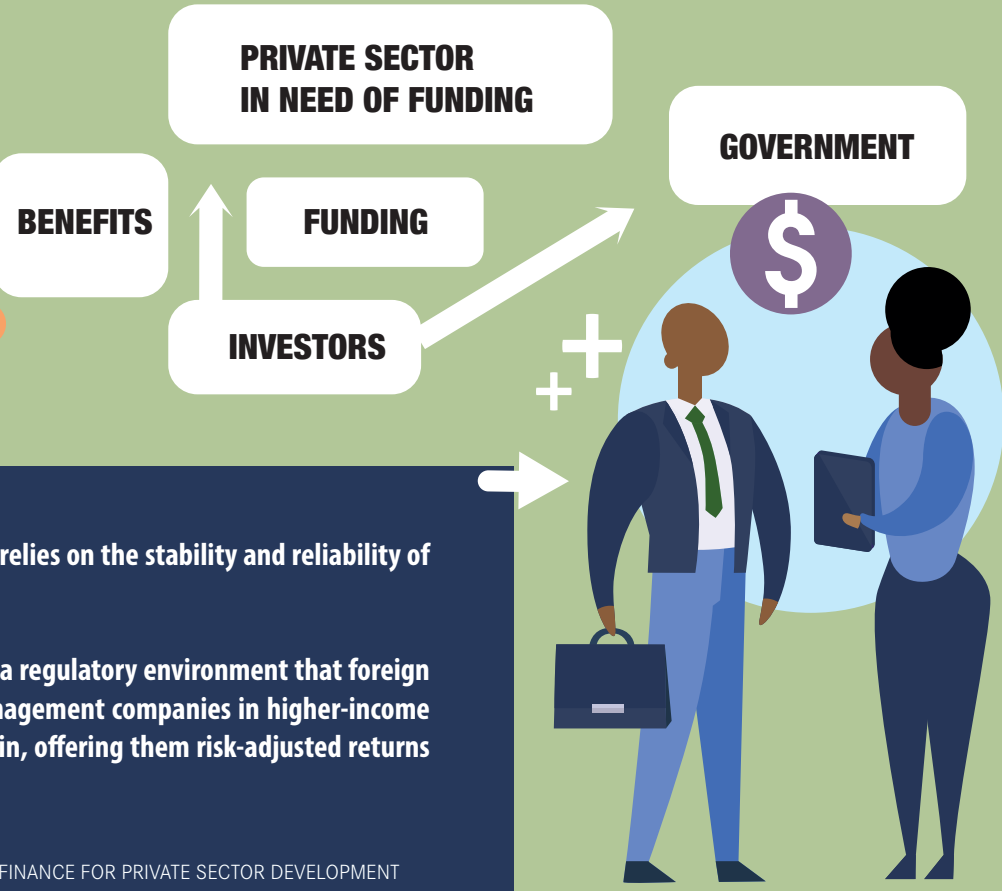 PRIVATE SECTOR
IN NEED OF FUNDING
GOVERNMENT
BENEFITS
FUNDING
$
INVESTORS
relies on the stability and reliability of
a regulatory environment that foreign
nagement companies in higher-income
in, offering them risk-adjusted returns
FINANCE FOR PRIVATE SECTOR DEVELOPMENT